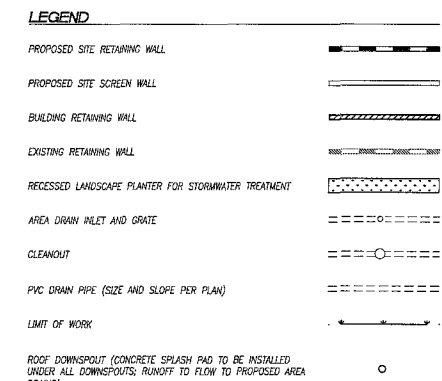 LEGEND
PROPOSED SITE RETAINING WALL
PROPOSED SITE SCREEN WALL
BUILDING RETAINING WALL
EXISTING RETAINING WALL
RECESSED LANDSCAPE PLANTER FOR STORMWATER TREATMENT
AREA DRAIN INLET AND GRATE
CLEANOUT
PVC DRAIN PIPE (SIZE AND SLOPE PER PLAN)
LIMIT OF WORK
ROOF DOWNSPOUT (CONCRETE SPLASH PAD TO BE INSTALLED
UNDER ALL DOWNSPOUTS; RUNOFF TO FLOW TO PROPOSED AREA